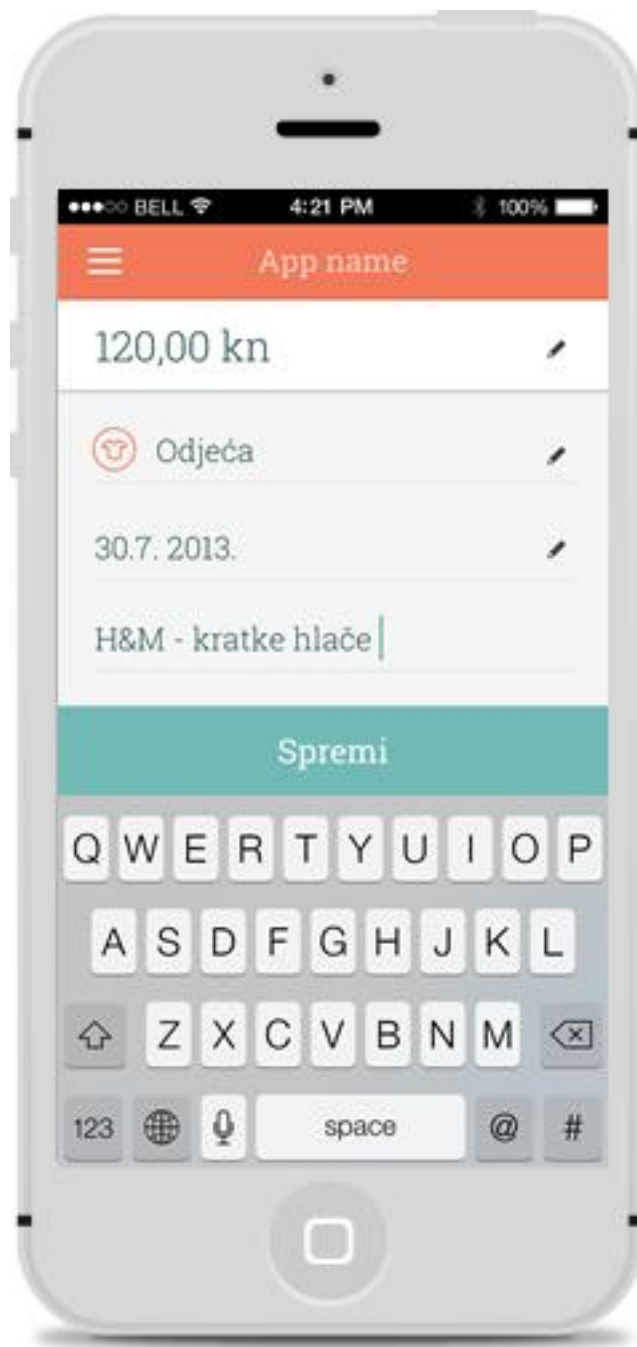 BELL 4:21 PM 100%
App name
120,00 kn
Odjeća
30.7. 2013.
H&M - kratke hlače
Spremi
Q W E R T Y U I O P
A S D F G H J K L
Z X C V B N M
123 space @ #